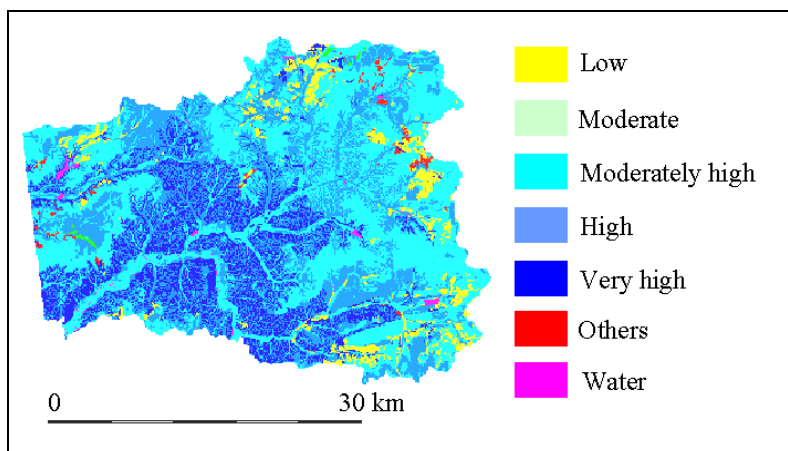 Low
Moderate
Moderately high
High
Very high
Others
Water
0 30 km